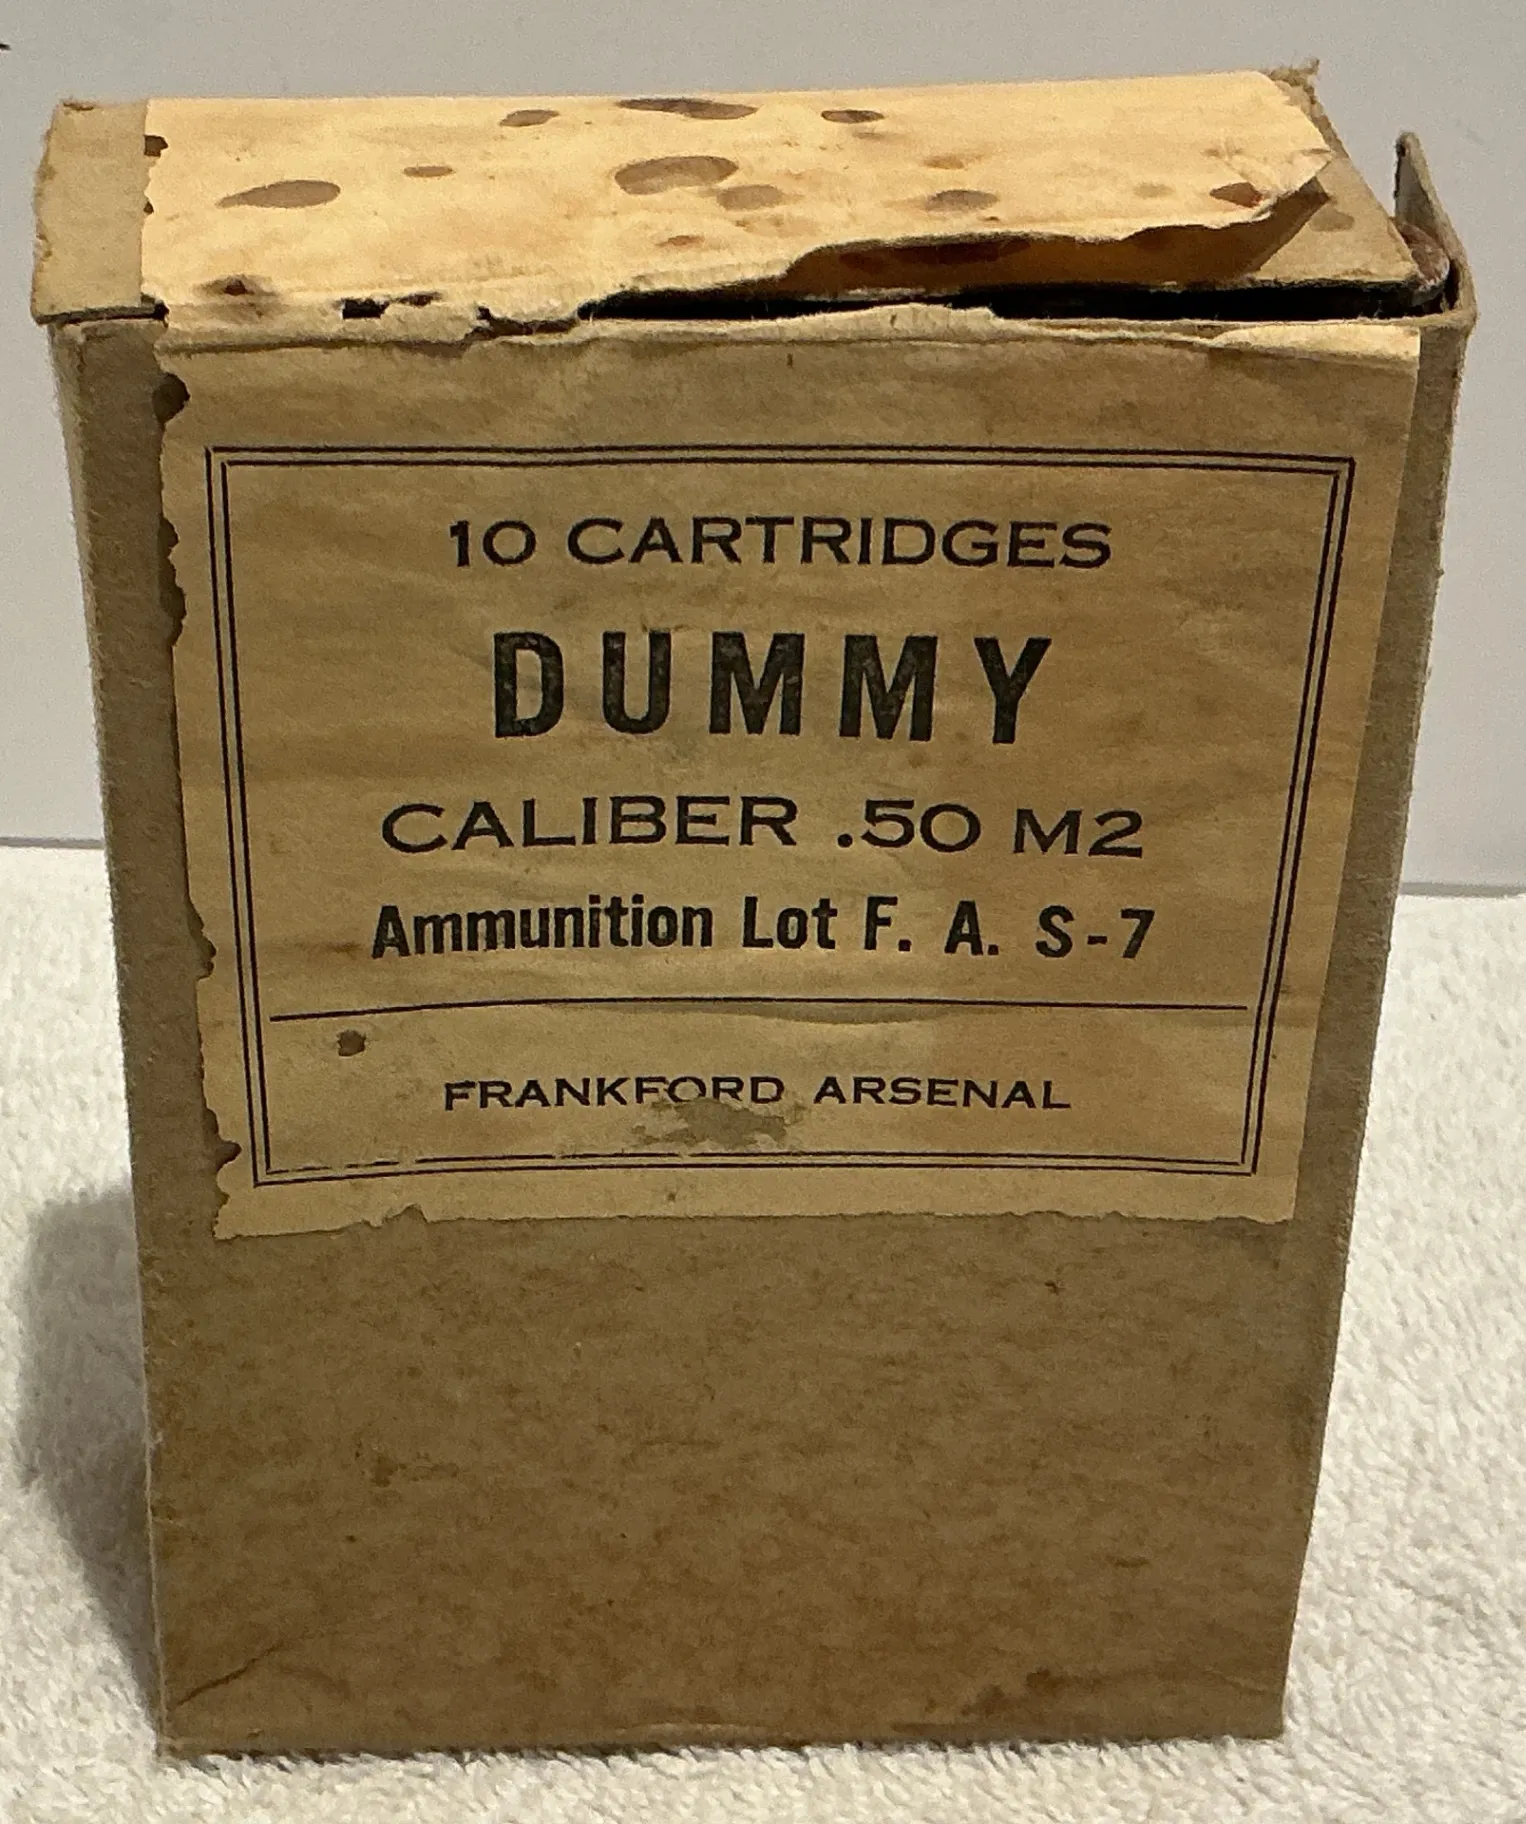 10 CARTRIDGES
DUMMY
CALIBER .50 M2
Ammunition Lot F. A. S-7
FRANKFORD ARSENAL